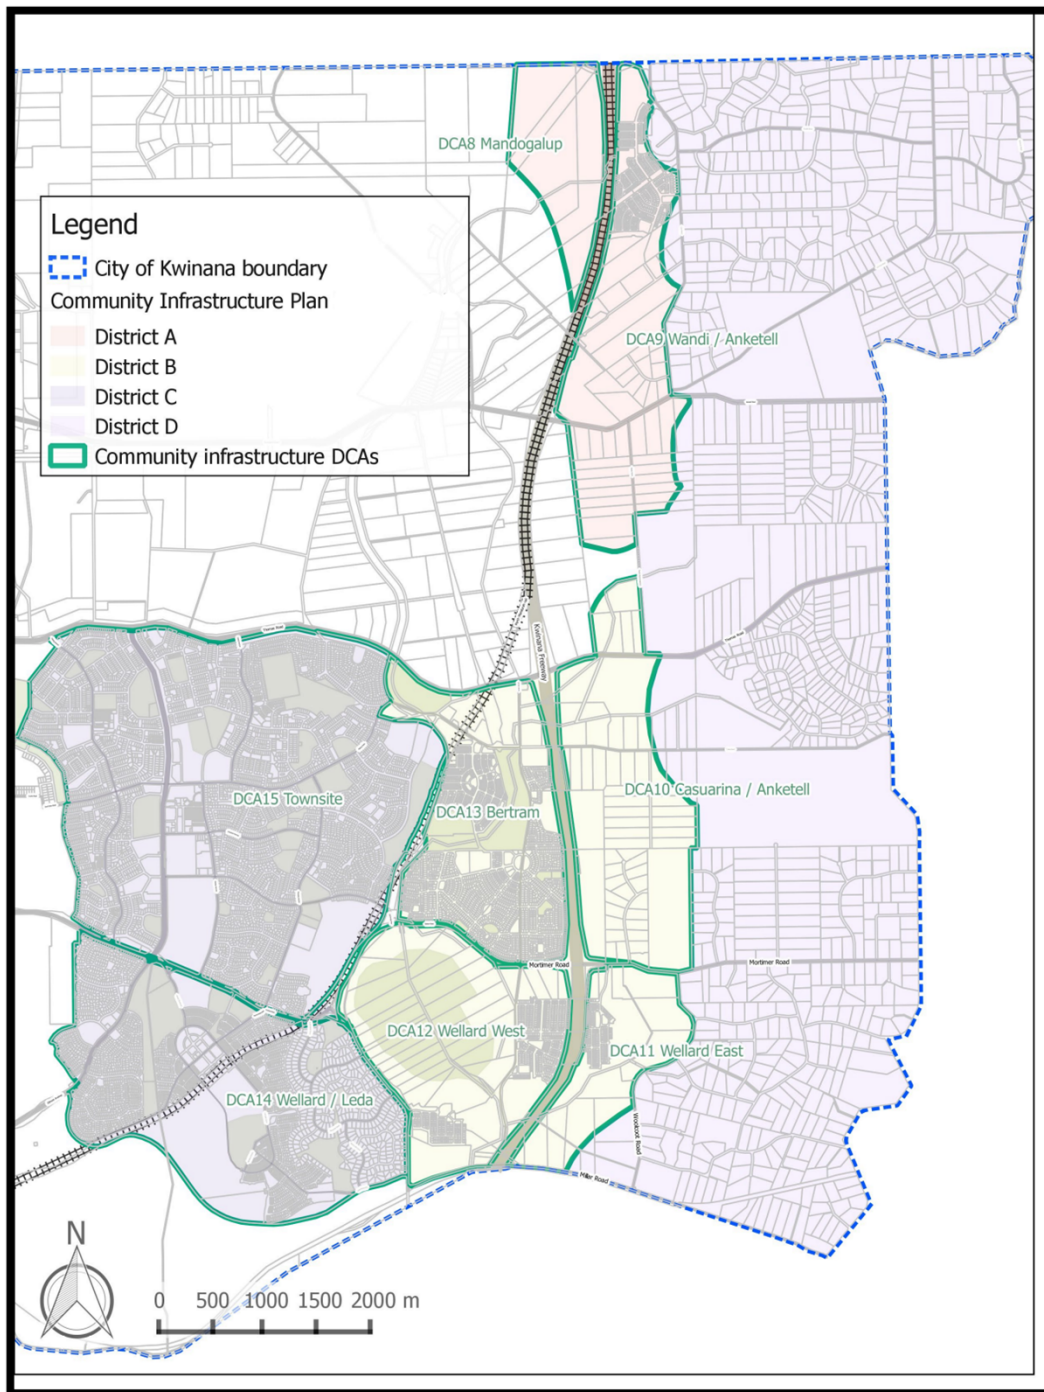 DCA8 Mandogalup
Legend
City of Kwinana boundary
Community Infrastructure Plan
District A
District B
District C
District D
Community infrastructure DCAs
DCA9 Wandi / Anketell
Kwinana Freeway
DCA10 Casuarina / Anketell
DCA15 Townsite
DCA13 Bertram
Mortimer Road
Mortimer Road
DCA12 Wellard West
DCA11 Wellard East
DCA14 Wellard / Leda
Woolcoot Road
Millar Road
N
0 500 1000 1500 2000 m